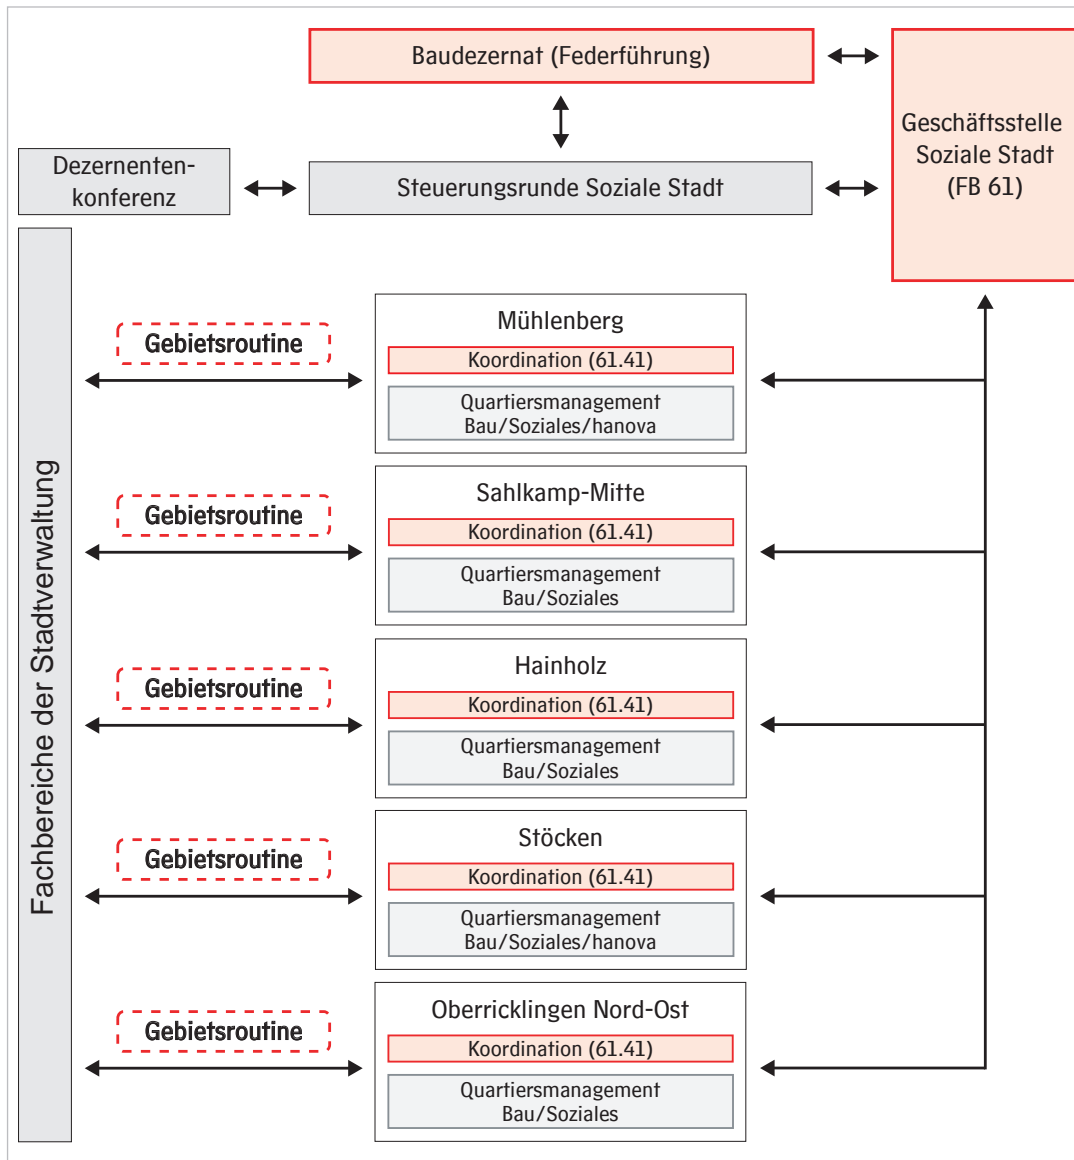 Baudezernat (Federführung)
Geschäftsstelle
Soziale Stadt
(FB 61)
Dezernenten-
konferenz
Steuerungsrunde Soziale Stadt
Fachbereiche der Stadtverwaltung
Gebietsroutine
Mühlenberg
Koordination (61.41)
Quartiersmanagement
Bau/Soziales/hanova
Gebietsroutine
Sahlkamp-Mitte
Koordination (61.41)
Quartiersmanagement
Bau/Soziales
Gebietsroutine
Hainholz
Koordination (61.41)
Quartiersmanagement
Bau/Soziales
Gebietsroutine
Stöcken
Koordination (61.41)
Quartiersmanagement
Bau/Soziales/hanova
Gebietsroutine
Oberricklingen Nord-Ost
Koordination (61.41)
Quartiersmanagement
Bau/Soziales